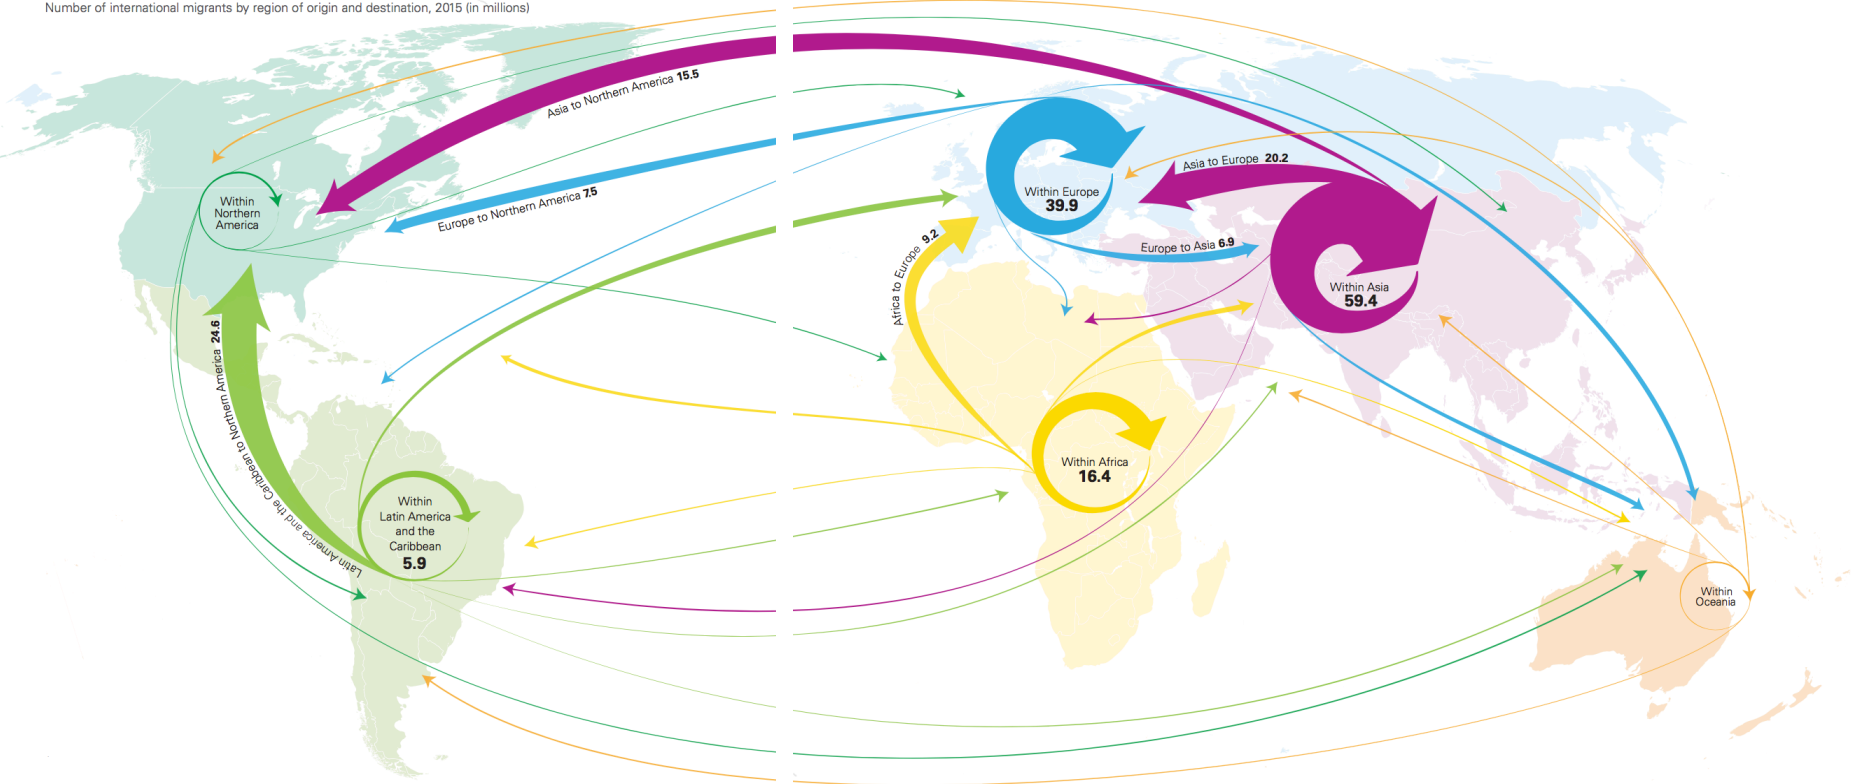 Number of international migrants by region of origin and destination, 2015 (in millions)
Asia to Northern America 15.5
Europe to Northern America 7.5
Within
Northern
America
Latin America and the Caribbean to Northern America 24.6
Within
Latin America
and the
Caribbean
5.9
Within Europe
39.9
Asia to Europe 20.2
Europe to Asia 6.9
Africa to Europe 9.2
Within Asia
59.4
Within Africa
16.4
Within
Oceania